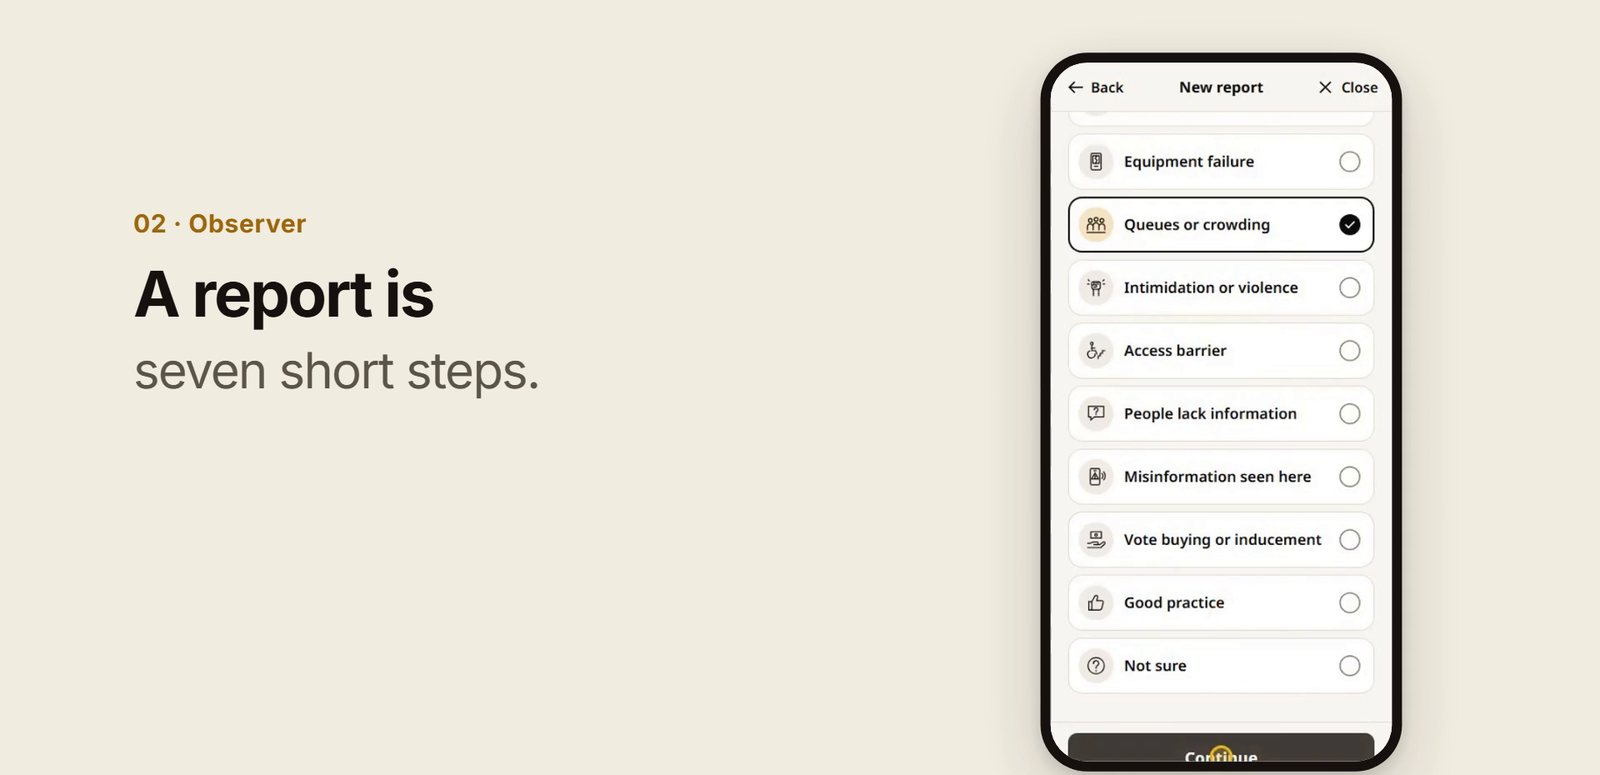 02 · Observer
A report is
seven short steps.
Back
New report
Close
Equipment failure
Queues or crowding
Intimidation or violence
Access barrier
People lack information
Misinformation seen here
Vote buying or inducement
Good practice
Not sure
Continue